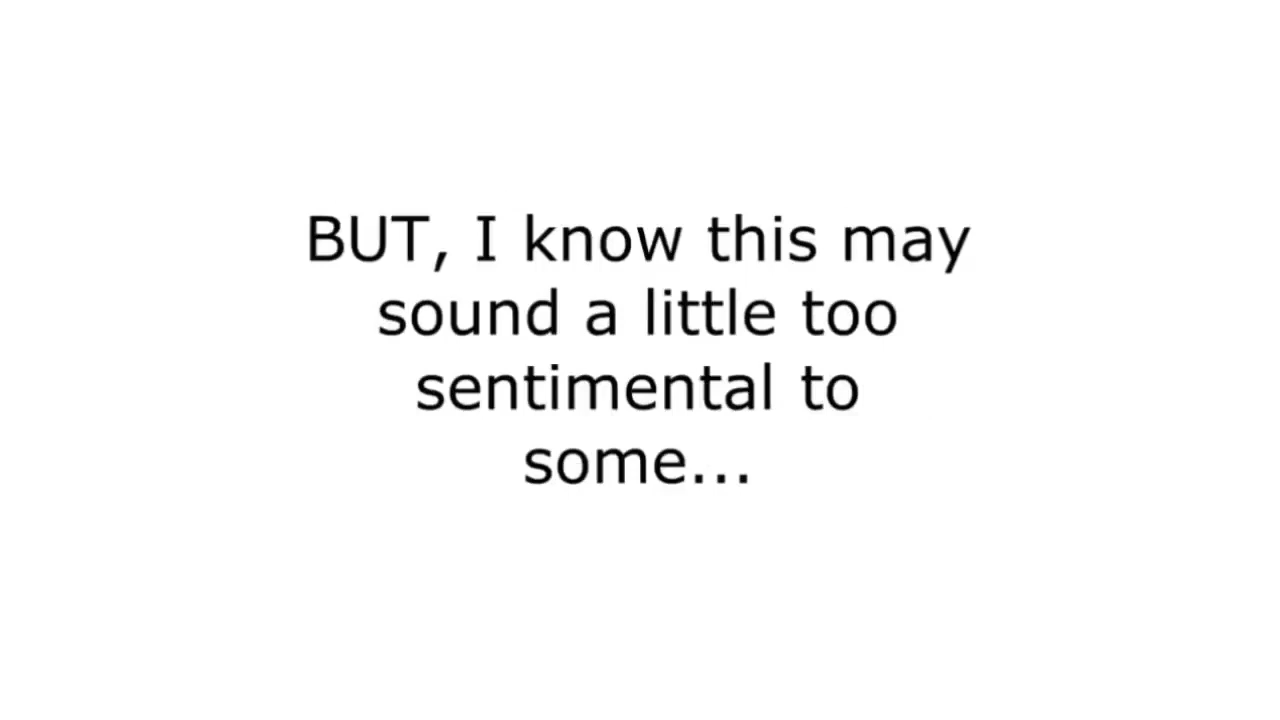 BUT, I know this may
sound a little too
sentimental to
some...